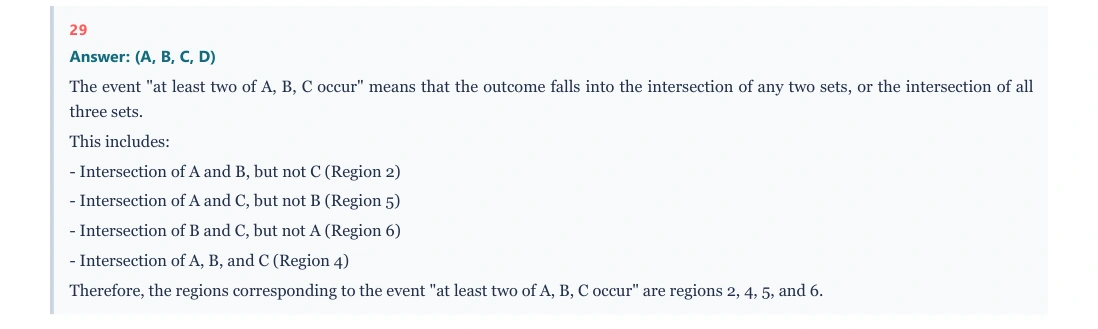 29
Answer: (A, B, C, D)
The event "at least two of A, B, C occur" means that the outcome falls into the intersection of any two sets, or the intersection of all
three sets.
This includes:
- Intersection of A and B, but not C (Region 2)
- Intersection of A and C, but not B (Region 5)
- Intersection of B and C, but not A (Region 6)
- Intersection of A, B, and C (Region 4)
Therefore, the regions corresponding to the event "at least two of A, B, C occur" are regions 2, 4, 5, and 6.